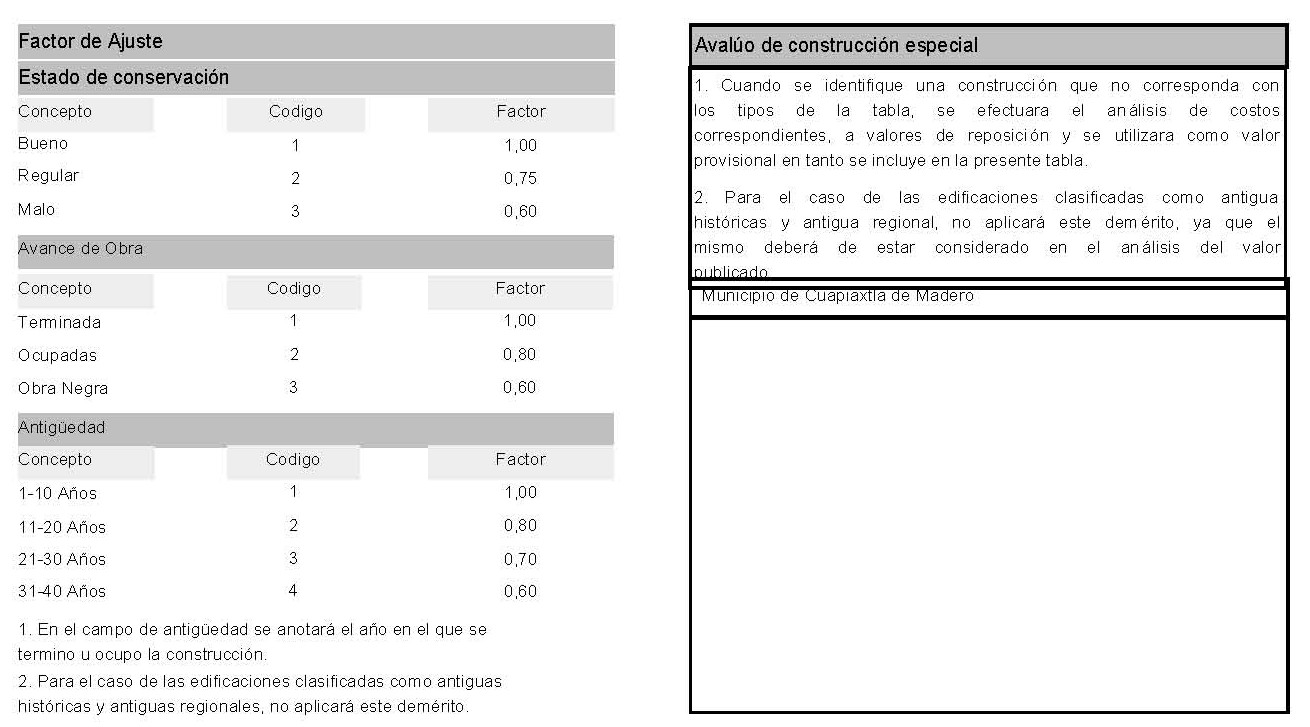 Factor de Ajuste
Estado de conservación
Concepto Codigo Factor
Bueno 1 1,00
Regular 2 0,75
Malo 3 0,60
Avance de Obra
Concepto Codigo Factor
Terminada 1 1,00
Ocupadas 2 0,80
Obra Negra 3 0,60
Antigüedad
Concepto Codigo Factor
1-10 Años 1 1,00
11-20 Años 2 0,80
21-30 Años 3 0,70
31-40 Años 4 0,60
1. En el campo de antigüedad se anotará el año en el que se
termino u ocupo la construcción.
2. Para el caso de las edificaciones clasificadas como antiguas
históricas y antiguas regionales, no aplicará este demérito.
Avalúo de construcción especial
1. Cuando se identifique una construcción que no corresponda con
los tipos de la tabla, se efectuara el análisis de costos
correspondientes, a valores de reposición y se utilizara como valor
provisional en tanto se incluye en la presente tabla.
2. Para el caso de las edificaciones clasificadas como antigua
históricas y antigua regional, no aplicará este demérito, ya que el
mismo deberá de estar considerado en el análisis del valor
publicado
Municipio de Cuapiaxtla de Madero